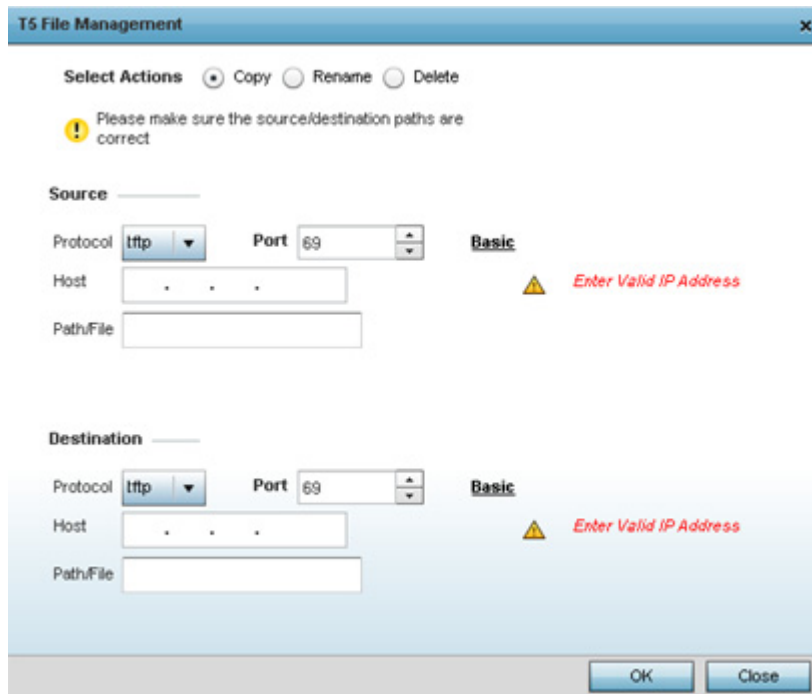 T5 File Management
Select Actions Copy Rename Delete
Please make sure the source/destination paths are
correct
Source
Protocol tftp Port 69 Basic
Host . . . Enter Valid IP Address
Path/File
Destination
Protocol tftp Port 69 Basic
Host . . . Enter Valid IP Address
Path/File
OK Close